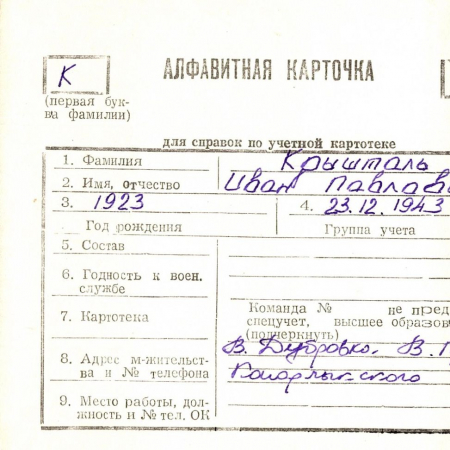 К
АЛФАВИТНАЯ КАРТОЧКА
(первая бук-
ва фамилии)
для справок по учетной картотеке
1. Фамилия Крышталь
2. Имя, отчество Иван Павлов
3. 1923 4. 23.12.1943
Год рождения Группа учета
5. Состав
6. Годность к воен.
службе
7. Картотека
Команда № не пред
спецучет, высшее образов
(подчеркнуть)
8. Адрес м-жительст-
ва и № телефона
В. Дубровка. В.
Кагарлыкского
9. Место работы, дол-
жность и № тел. ОК